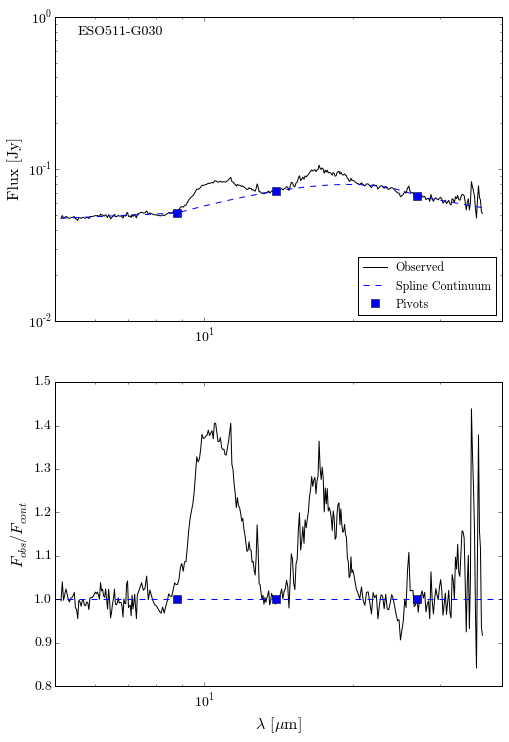 10^0
ESO511-G030
10^-1
Flux [Jy]
Observed
Spline Continuum
Pivots
10^-2
10^1
1.5
1.4
1.3
1.2
1.1
1.0
0.9
0.8
F_obs/F_cont
10^1
λ [μm]